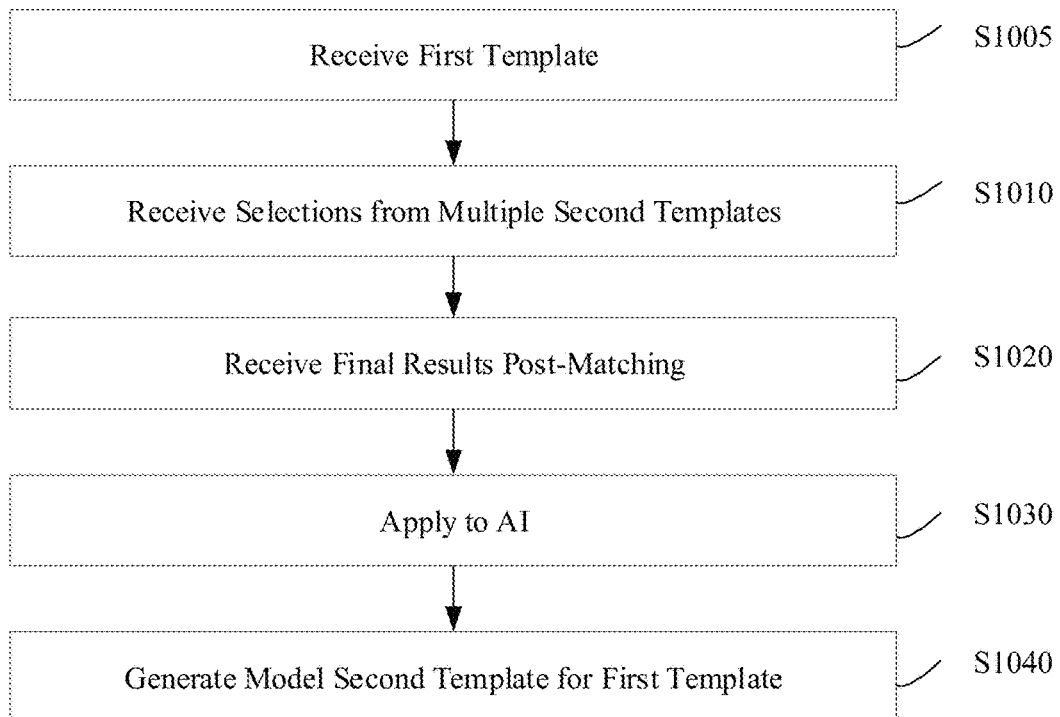 Receive First Template
S1005
Receive Selections from Multiple Second Templates
S1010
Receive Final Results Post-Matching
S1020
Apply to AI
S1030
Generate Model Second Template for First Template
S1040